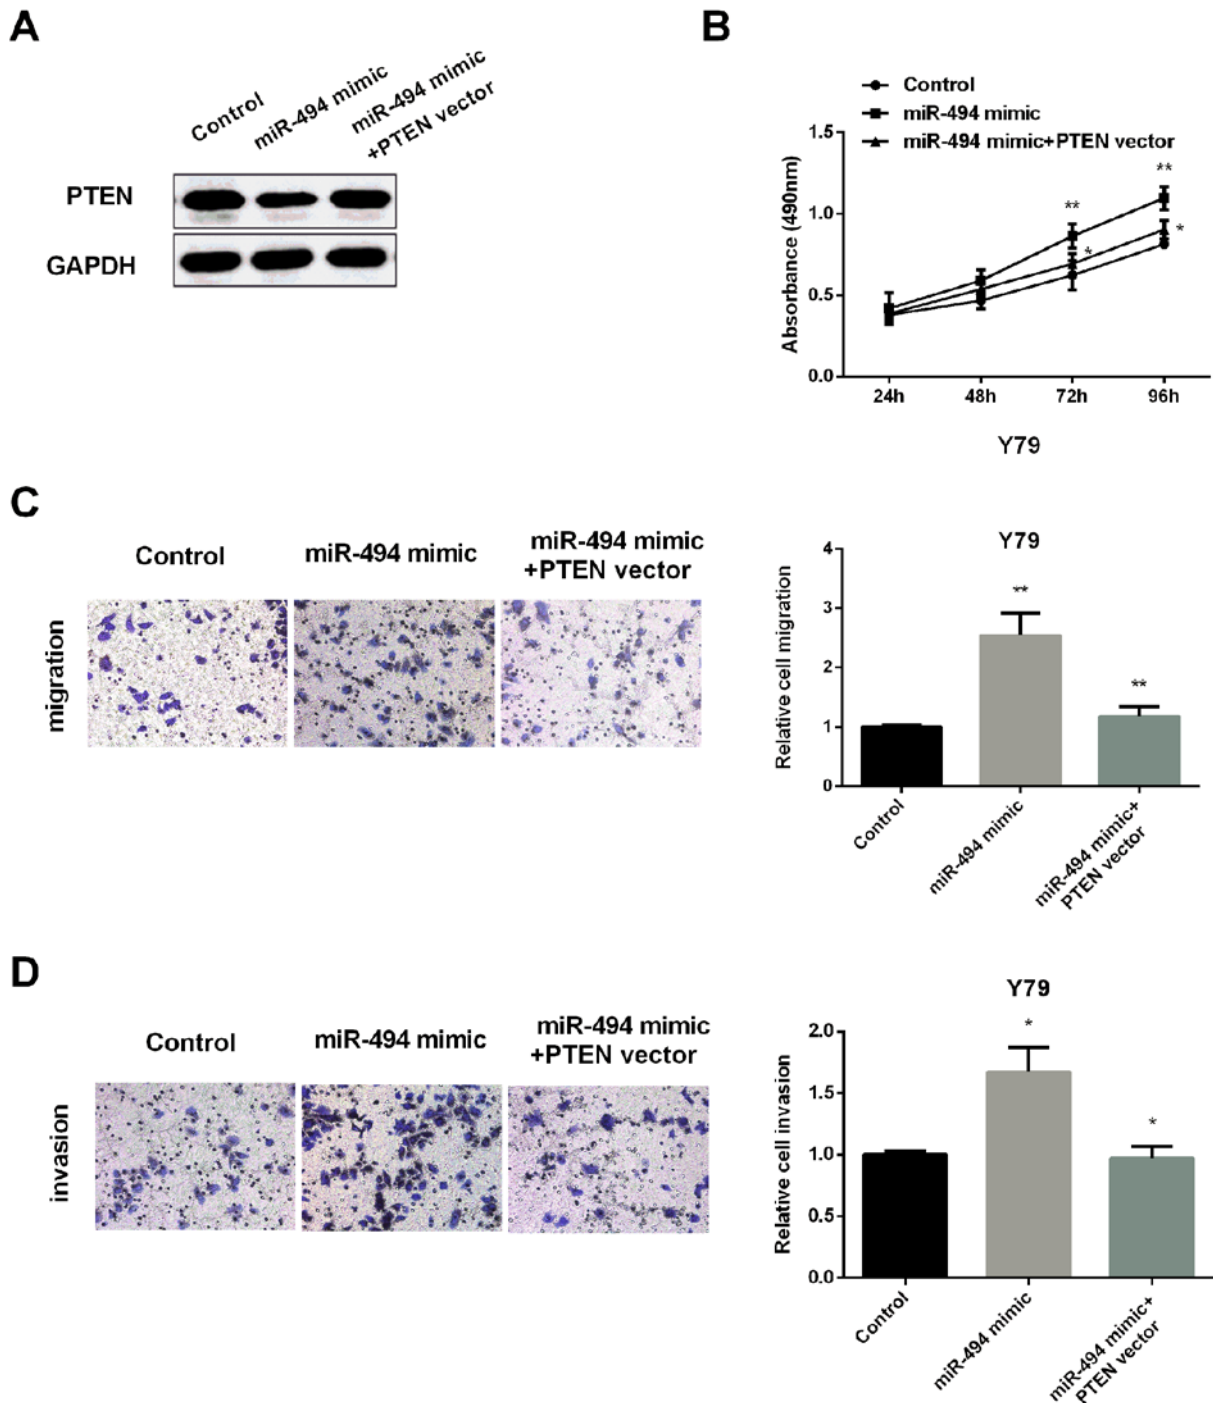 A
Control
miR-494 mimic
miR-494 mimic
+PTEN vector
PTEN
GAPDH
B
Control
miR-494 mimic
miR-494 mimic+PTEN vector
Absorbance (490nm)
1.5
1.0
0.5
0.0
**
**
*
*
24h
48h
72h
96h
Y79
C
Control
miR-494 mimic
miR-494 mimic
+PTEN vector
migration
Y79
Relative cell migration
4
3
2
1
0
**
**
Control
miR-494 mimic
miR-494 mimic+
PTEN vector
D
Control
miR-494 mimic
miR-494 mimic
+PTEN vector
invasion
Y79
Relative cell invasion
2.0
1.5
1.0
0.5
0.0
*
*
Control
miR-494 mimic
miR-494 mimic+
PTEN vector